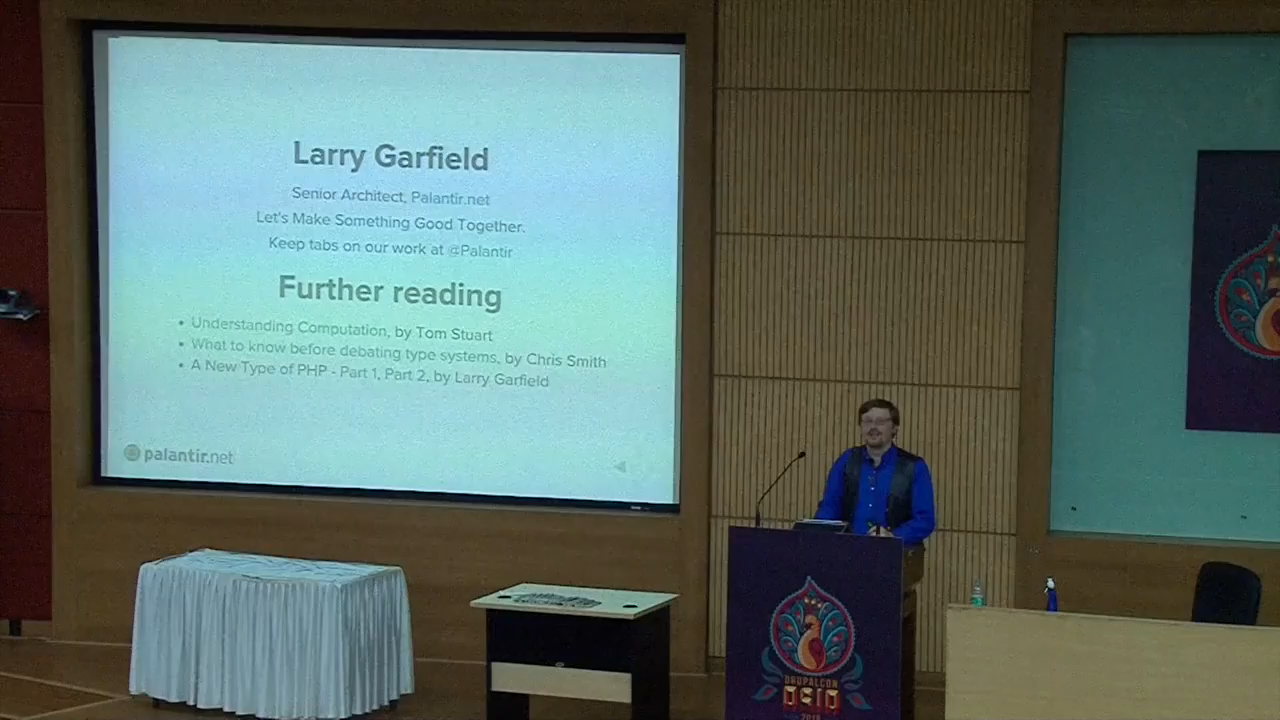 Larry Garfield
Senior Architect, Palantir.net
Let's Make Something Good Together.
Keep tabs on our work at @Palantir
Further reading
• Understanding Computation, by Tom Stuart
• What to know before debating type systems, by Chris Smith
• A New Type of PHP - Part 1, Part 2, by Larry Garfield
palantir.net
DRUPALCON
ASIA
2016